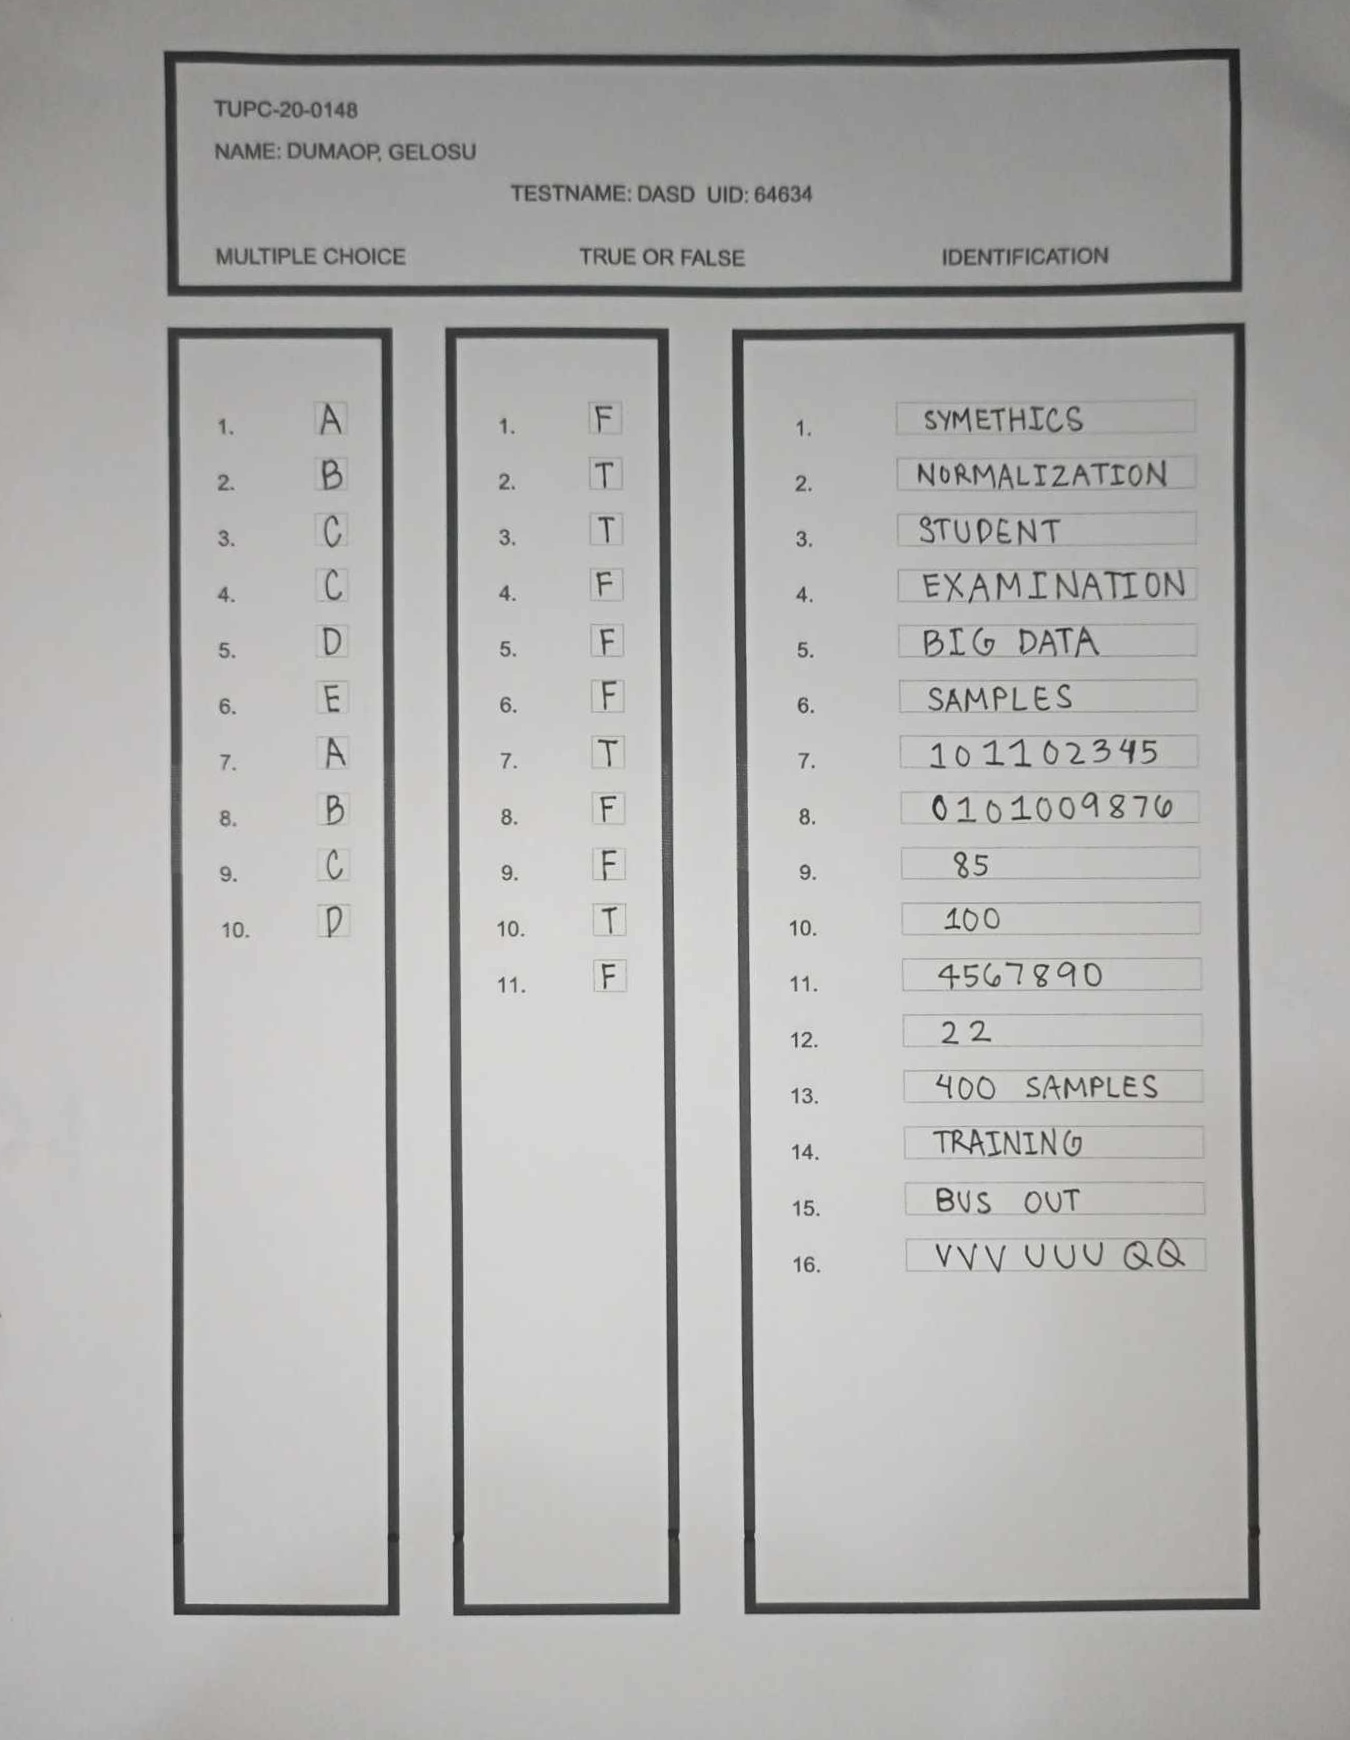 TUPC-20-0148
NAME: DUMAOP, GELOSU
TESTNAME: DASD UID: 64634
MULTIPLE CHOICE TRUE OR FALSE IDENTIFICATION
1. A
2. B
3. C
4. C
5. D
6. E
7. A
8. B
9. C
10. D
1. F
2. T
3. T
4. F
5. F
6. F
7. T
8. F
9. F
10. T
11. F
1. SYMETHICS
2. NORMALIZATION
3. STUDENT
4. EXAMINATION
5. BIG DATA
6. SAMPLES
7. 101102345
8. 0101009876
9. 85
10. 100
11. 4567890
12. 22
13. 400 SAMPLES
14. TRAINING
15. BUS OUT
16. VVV UUU QQ